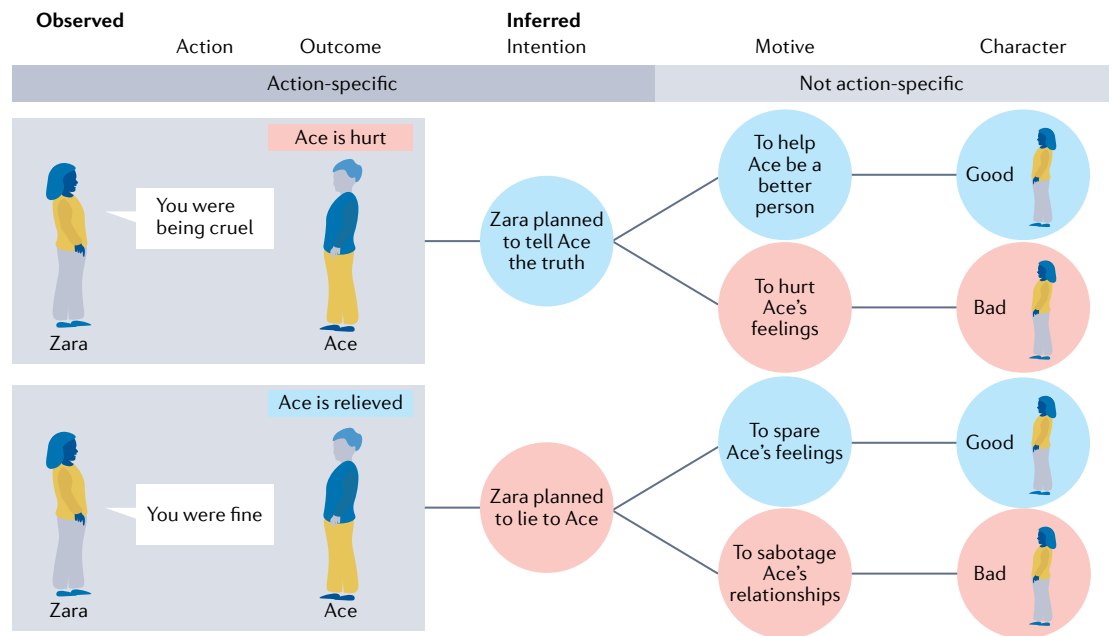 Observed
Inferred
Action
Outcome
Intention
Motive
Character
Action-specific
Not action-specific
Ace is hurt
You were
being cruel
Zara
Ace
Zara planned
to tell Ace
the truth
To help
Ace be a
better
person
Good
To hurt
Ace's
feelings
Bad
Ace is relieved
You were fine
Zara
Ace
Zara planned
to lie to Ace
To spare
Ace's feelings
Good
To sabotage
Ace's
relationships
Bad